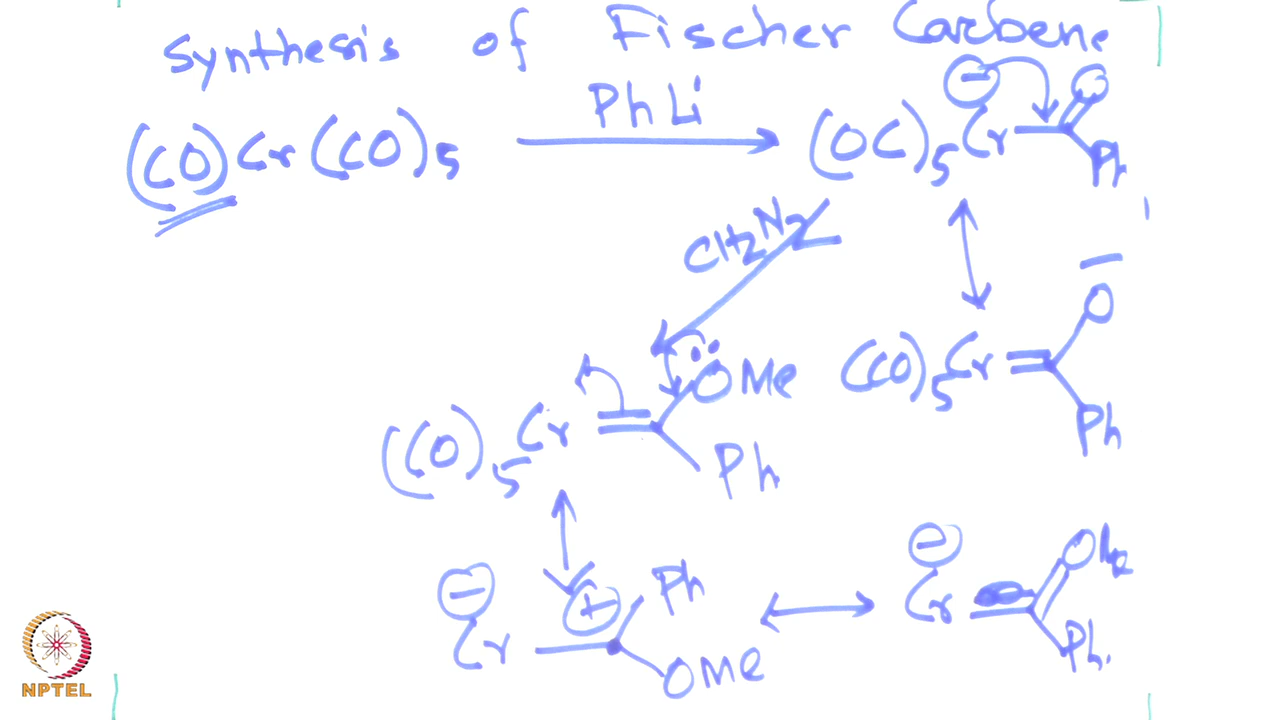 Synthesis of Fischer Carbene
PhLi
(CO)Cr(CO)5 (OC)5Cr O
⊖
Ph
CH2N2
O
—
(CO)5Cr
Ph
(CO)5Cr
ÖMe
Ph
⊖
Cr
⊕
Ph
OMe
⊖
Cr
OMe
Ph.
NPTEL